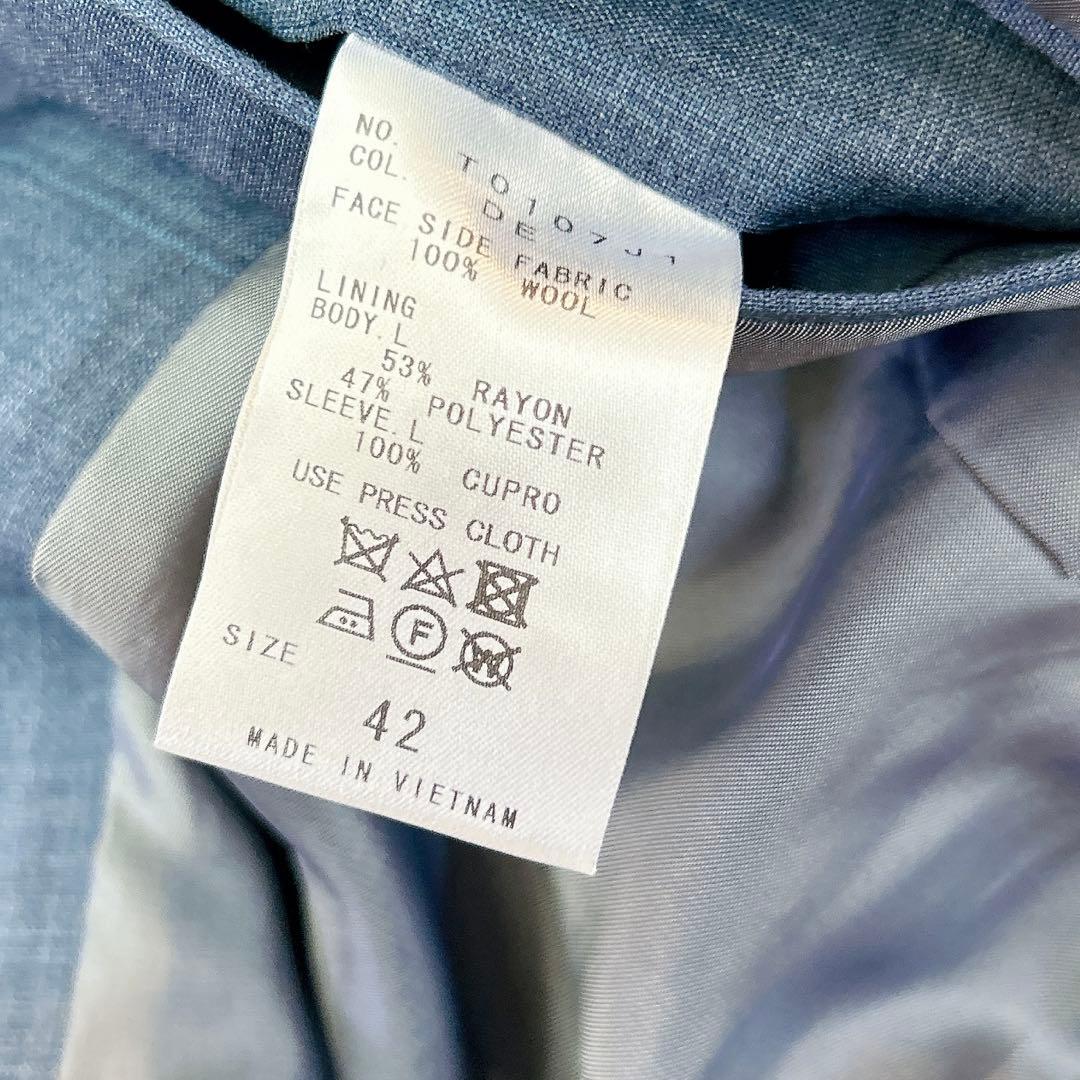 NO. T0107J1
COL. DE
FACE SIDE FABRIC
100% WOOL
LINING
BODY.L
53% RAYON
47% POLYESTER
SLEEVE.L
100% CUPRO
USE PRESS CLOTH
F W
SIZE
42
MADE IN VIETNAM